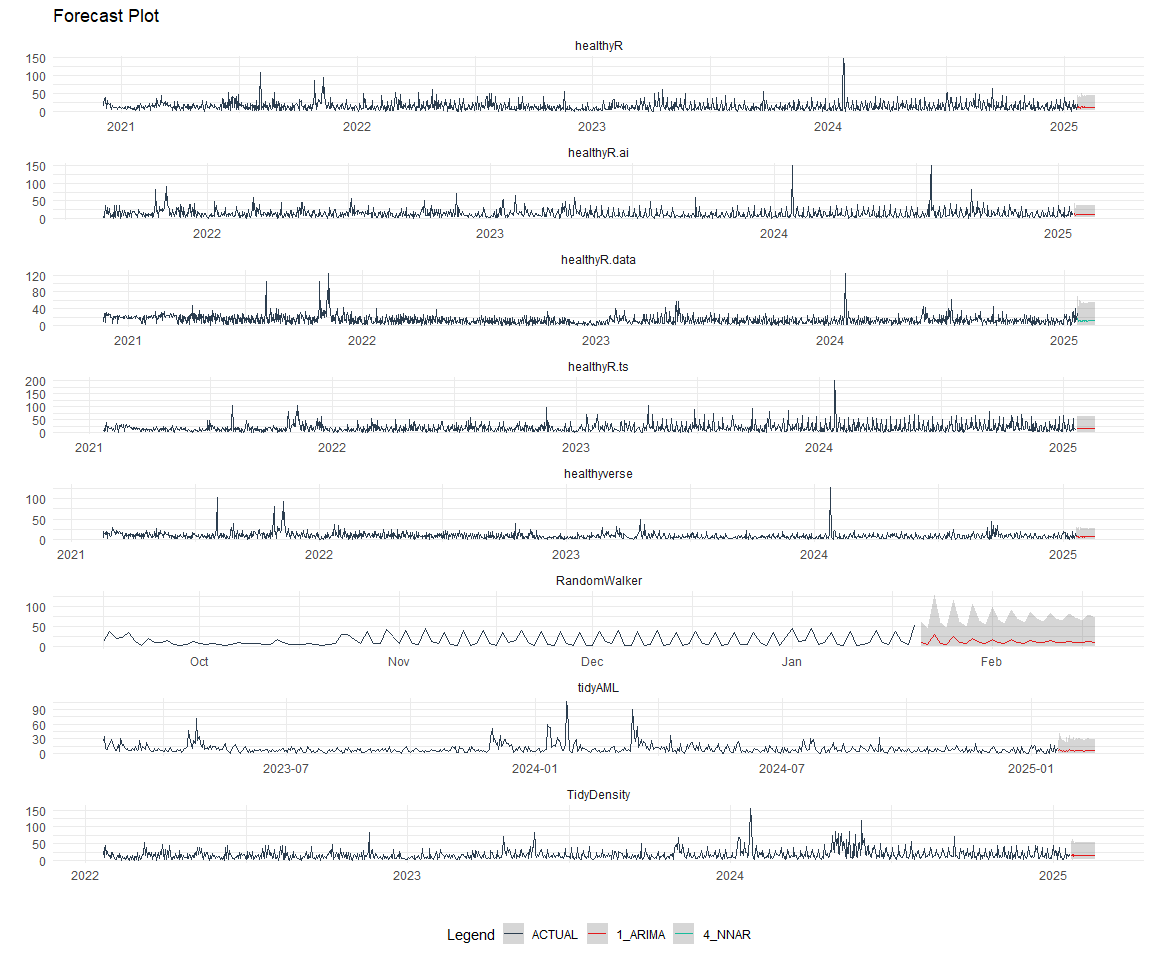 Forecast Plot
healthyR
150
100
50
0
2021 2022 2023 2024 2025
healthyR.ai
150
100
50
0
2022 2023 2024 2025
healthyR.data
120
80
40
0
2021 2022 2023 2024 2025
healthyR.ts
200
150
100
50
0
2021 2022 2023 2024 2025
healthyverse
100
50
0
2021 2022 2023 2024 2025
RandomWalker
100
50
0
Oct Nov Dec Jan Feb
tidyAML
90
60
30
0
2023-07 2024-01 2024-07 2025-01
TidyDensity
150
100
50
0
2022 2023 2024 2025
Legend ACTUAL 1_ARIMA 4_NNAR